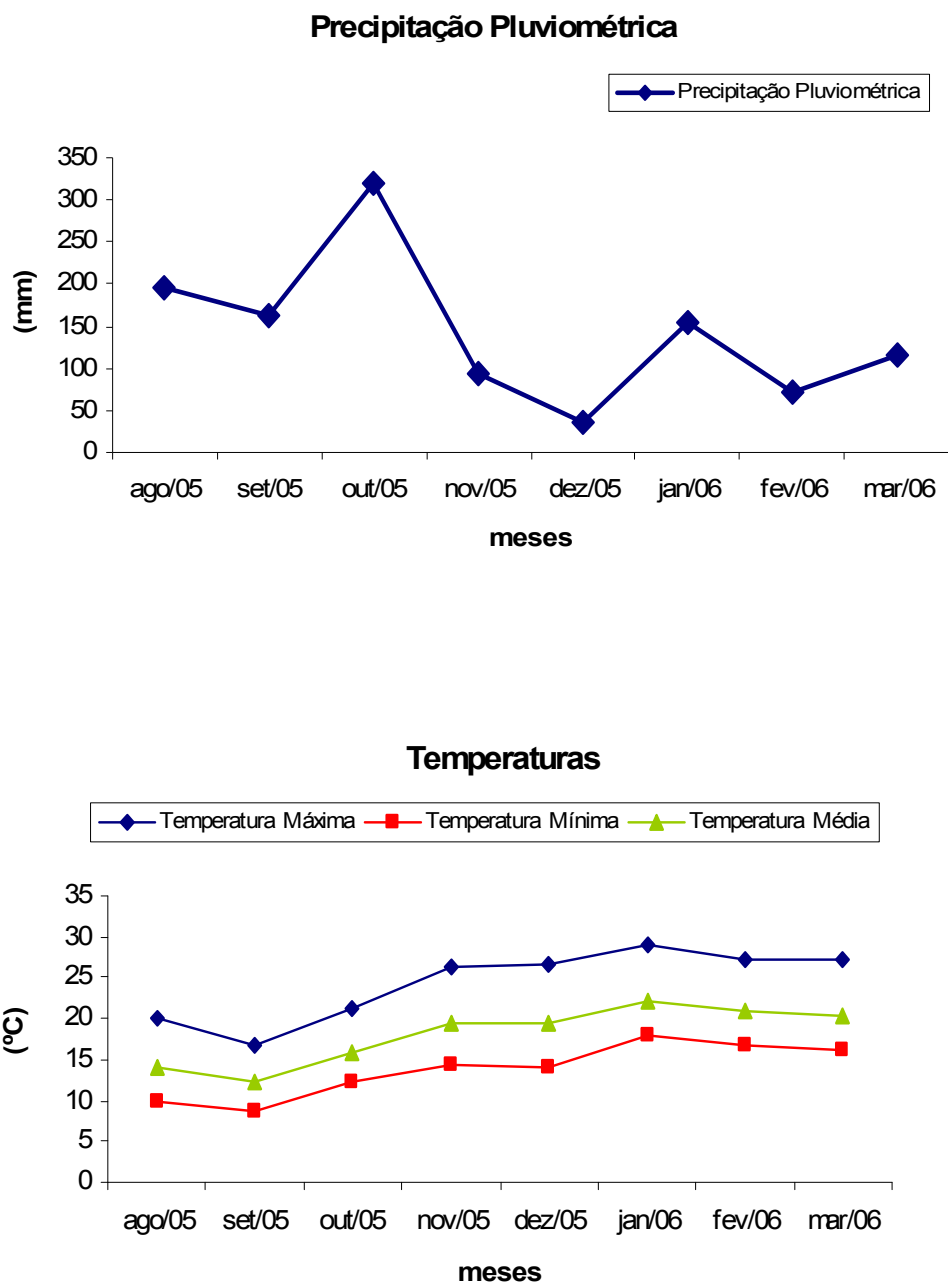 Precipitação Pluviométrica
Precipitação Pluviométrica
350
300
250
200
150
100
50
0
(mm)
ago/05 set/05 out/05 nov/05 dez/05 jan/06 fev/06 mar/06
meses
Temperaturas
Temperatura Máxima Temperatura Mínima Temperatura Média
35
30
25
20
15
10
5
0
(ºC)
ago/05 set/05 out/05 nov/05 dez/05 jan/06 fev/06 mar/06
meses